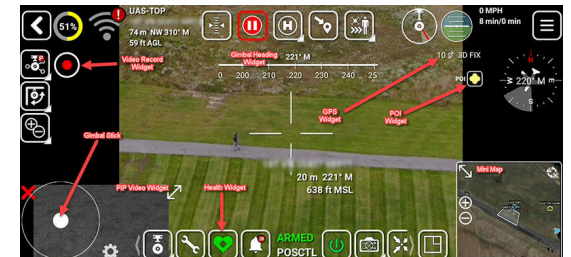 51%
UAS-TOP
74 m NW 310° M
59 ft AGL
H
0 MPH
8 min/0 min
Video Record
Widget
Gimbal Heading
Widget
221° M
0 200 210 220 230 240 25
10 3D FIX
POI
N
220° M
S
GPS
Widget
POI
Widget
Gimbal Stick
20 m 221° M
638 ft MSL
PiP Video Widget
Health Widget
Mini Map
ARMED
POSCTL